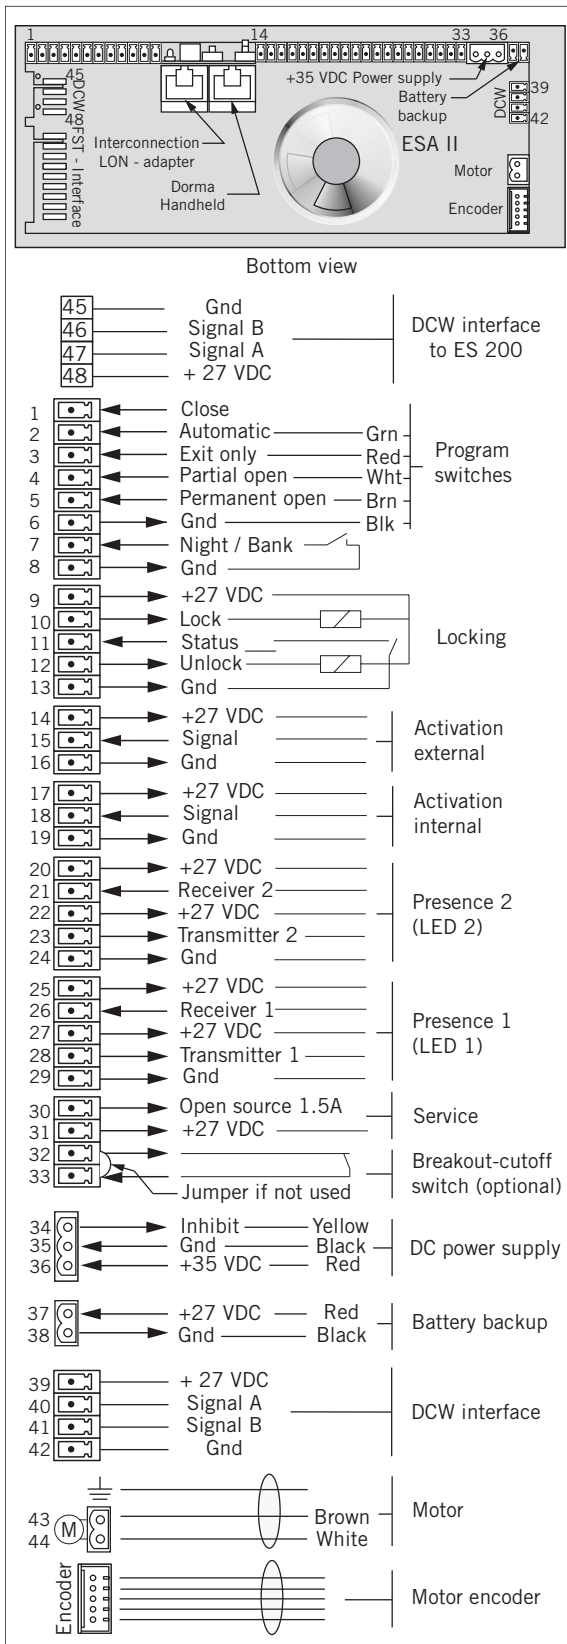 1 14 33 36
+35 VDC Power supply
Battery
backup
DCW
39
42
45
DCW
48
FST - Interface
Interconnection
LON - adapter
Dorma
Handheld
ESA II
Motor
Encoder
Bottom view
45 Gnd
46 Signal B
47 Signal A
48 + 27 VDC
DCW interface
to ES 200
1 Close
2 Automatic Grn
3 Exit only Red
4 Partial open Wht
5 Permanent open Brn
6 Gnd Blk
Program
switches
7 Night / Bank
8 Gnd
9 +27 VDC
10 Lock
11 Status
12 Unlock
13 Gnd
Locking
14 +27 VDC
15 Signal
16 Gnd
Activation
external
17 +27 VDC
18 Signal
19 Gnd
Activation
internal
20 +27 VDC
21 Receiver 2
22 +27 VDC
23 Transmitter 2
24 Gnd
Presence 2
(LED 2)
25 +27 VDC
26 Receiver 1
27 +27 VDC
28 Transmitter 1
29 Gnd
Presence 1
(LED 1)
30 Open source 1.5A
31 +27 VDC
Service
32
33
Jumper if not used
Breakout-cutoff
switch (optional)
34 Inhibit Yellow
35 Gnd Black
36 +35 VDC Red
DC power supply
37 +27 VDC Red
38 Gnd Black
Battery backup
39 + 27 VDC
40 Signal A
41 Signal B
42 Gnd
DCW interface
43 M Brown
44 White
Motor
Encoder
Motor encoder